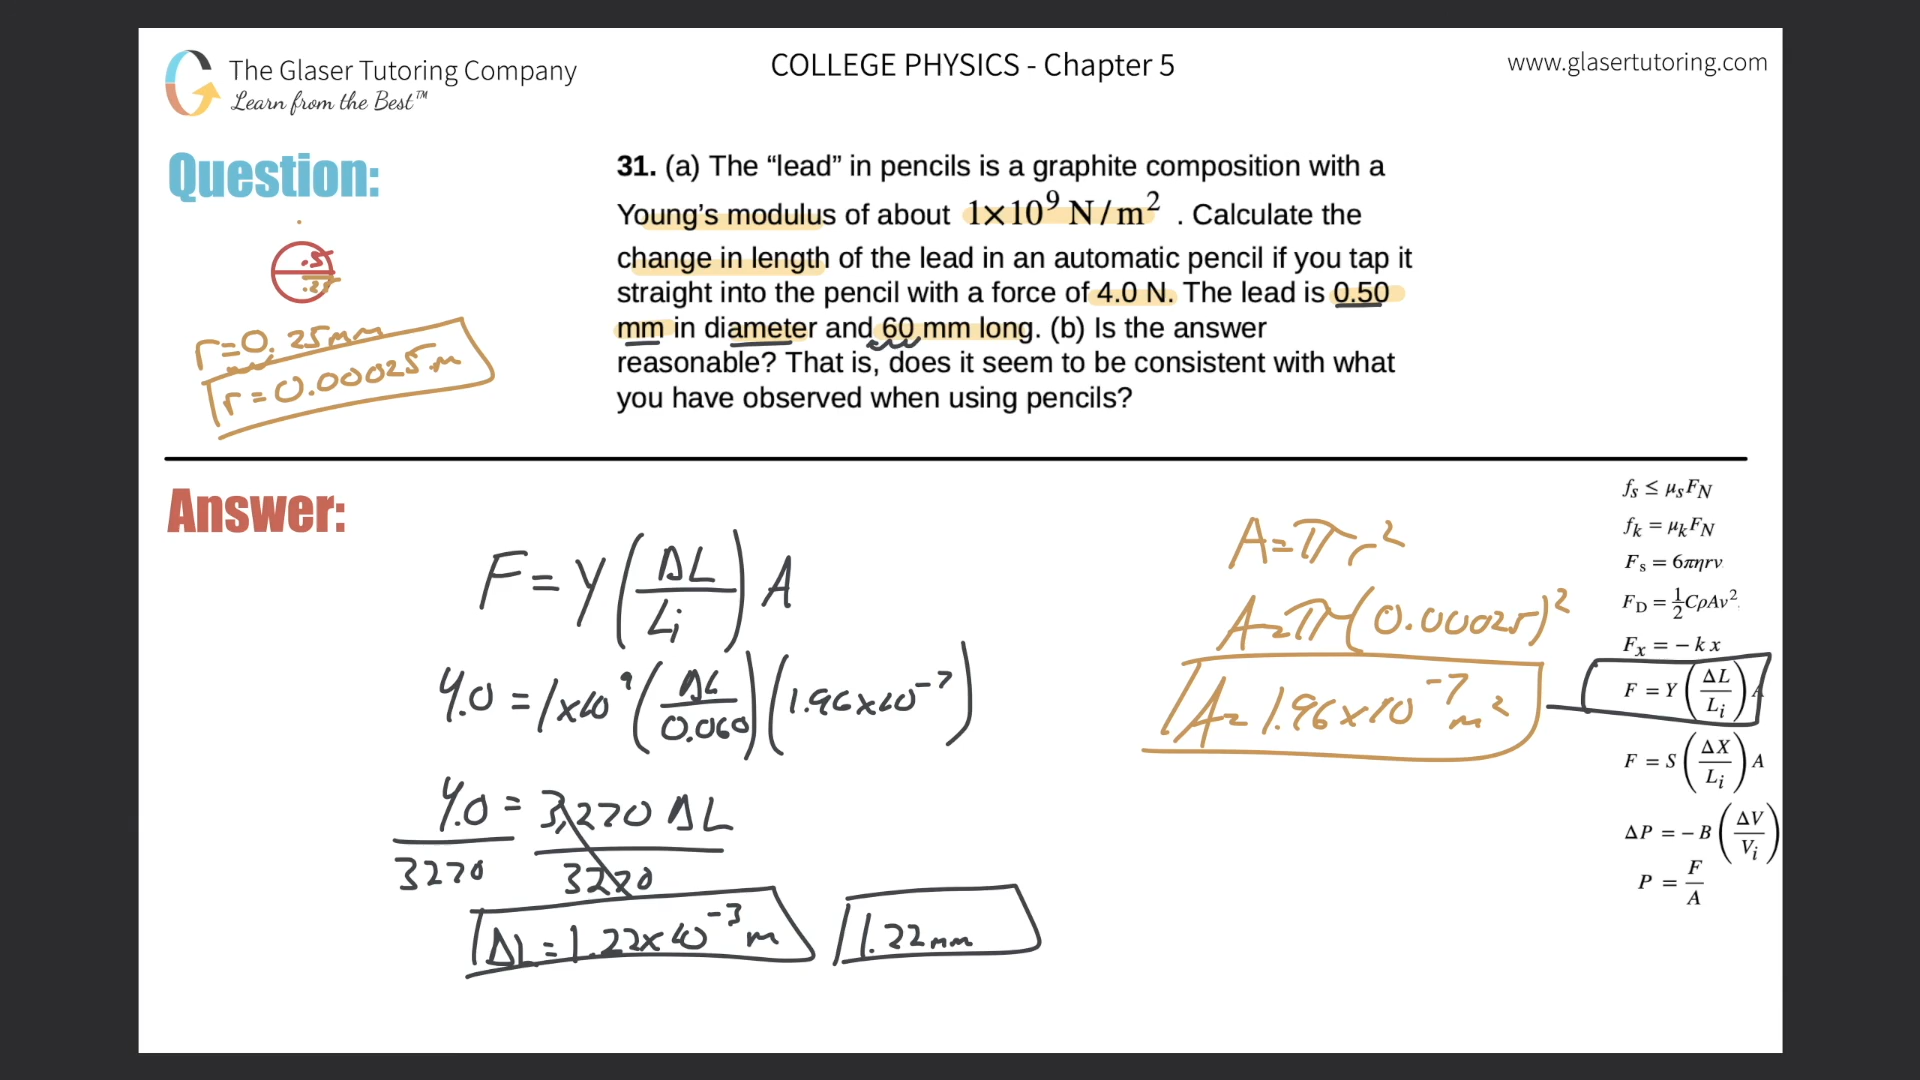 The Glaser Tutoring Company
Learn from the Best™
COLLEGE PHYSICS - Chapter 5
www.glasertutoring.com
Question:
31. (a) The “lead” in pencils is a graphite composition with a
Young’s modulus of about 1×10⁹ N/m² . Calculate the
change in length of the lead in an automatic pencil if you tap it
straight into the pencil with a force of 4.0 N. The lead is 0.50
mm in diameter and 60 mm long. (b) Is the answer
reasonable? That is, does it seem to be consistent with what
you have observed when using pencils?
.5
.25
r=0.25mm
r=0.00025m
Answer:
F=Y(ΔL/Li)A
4.0=1x10⁹(ΔL/0.060)(1.96x10⁻⁷)
4.0 = 3,270 ΔL
3270 3270
ΔL=1.22x10⁻³m 1.22mm
A=πr²
A=π(0.00025)²
A=1.96x10⁻⁷m²
fs ≤ μsFN
fk = μkFN
Fs = 6πηrv
FD = ½CρAv²
Fx = −kx
F = Y(ΔL/Li)A
F = S(ΔX/Li)A
ΔP = −B(ΔV/Vi)
P = F/A